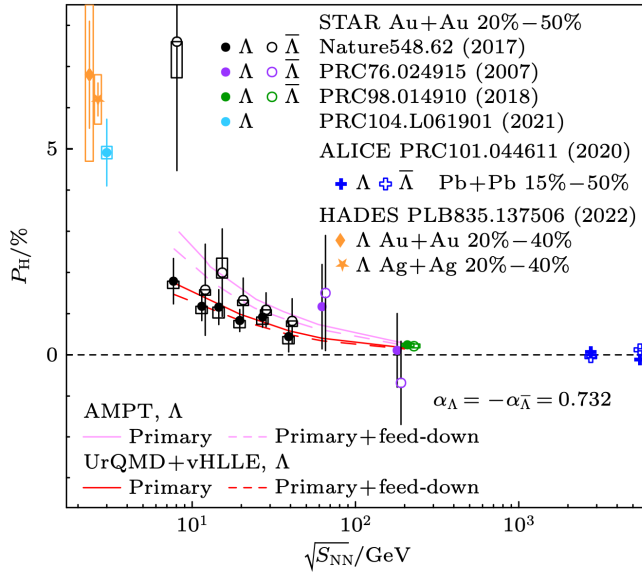 STAR Au+Au 20%−50%
Λ Λ̅ Nature548.62 (2017)
Λ Λ̅ PRC76.024915 (2007)
Λ Λ̅ PRC98.014910 (2018)
Λ PRC104.L061901 (2021)
ALICE PRC101.044611 (2020)
Λ Λ̅ Pb+Pb 15%−50%
HADES PLB835.137506 (2022)
Λ Au+Au 20%−40%
Λ Ag+Ag 20%−40%
5
P_H/%
0
α_Λ = −α_Λ̅ = 0.732
AMPT, Λ
Primary Primary+feed-down
UrQMD+vHLLE, Λ
Primary Primary+feed-down
10¹ 10² 10³
√S_NN/GeV